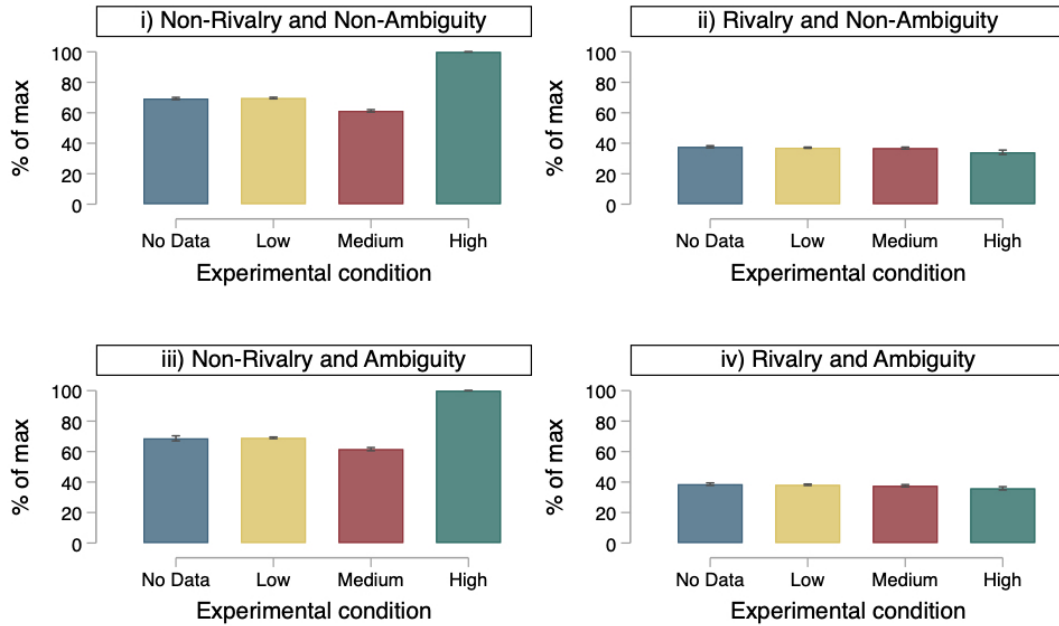 i) Non-Rivalry and Non-Ambiguity
% of max
100
80
60
40
20
0
No Data Low Medium High
Experimental condition
ii) Rivalry and Non-Ambiguity
% of max
100
80
60
40
20
0
No Data Low Medium High
Experimental condition
iii) Non-Rivalry and Ambiguity
% of max
100
80
60
40
20
0
No Data Low Medium High
Experimental condition
iv) Rivalry and Ambiguity
% of max
100
80
60
40
20
0
No Data Low Medium High
Experimental condition